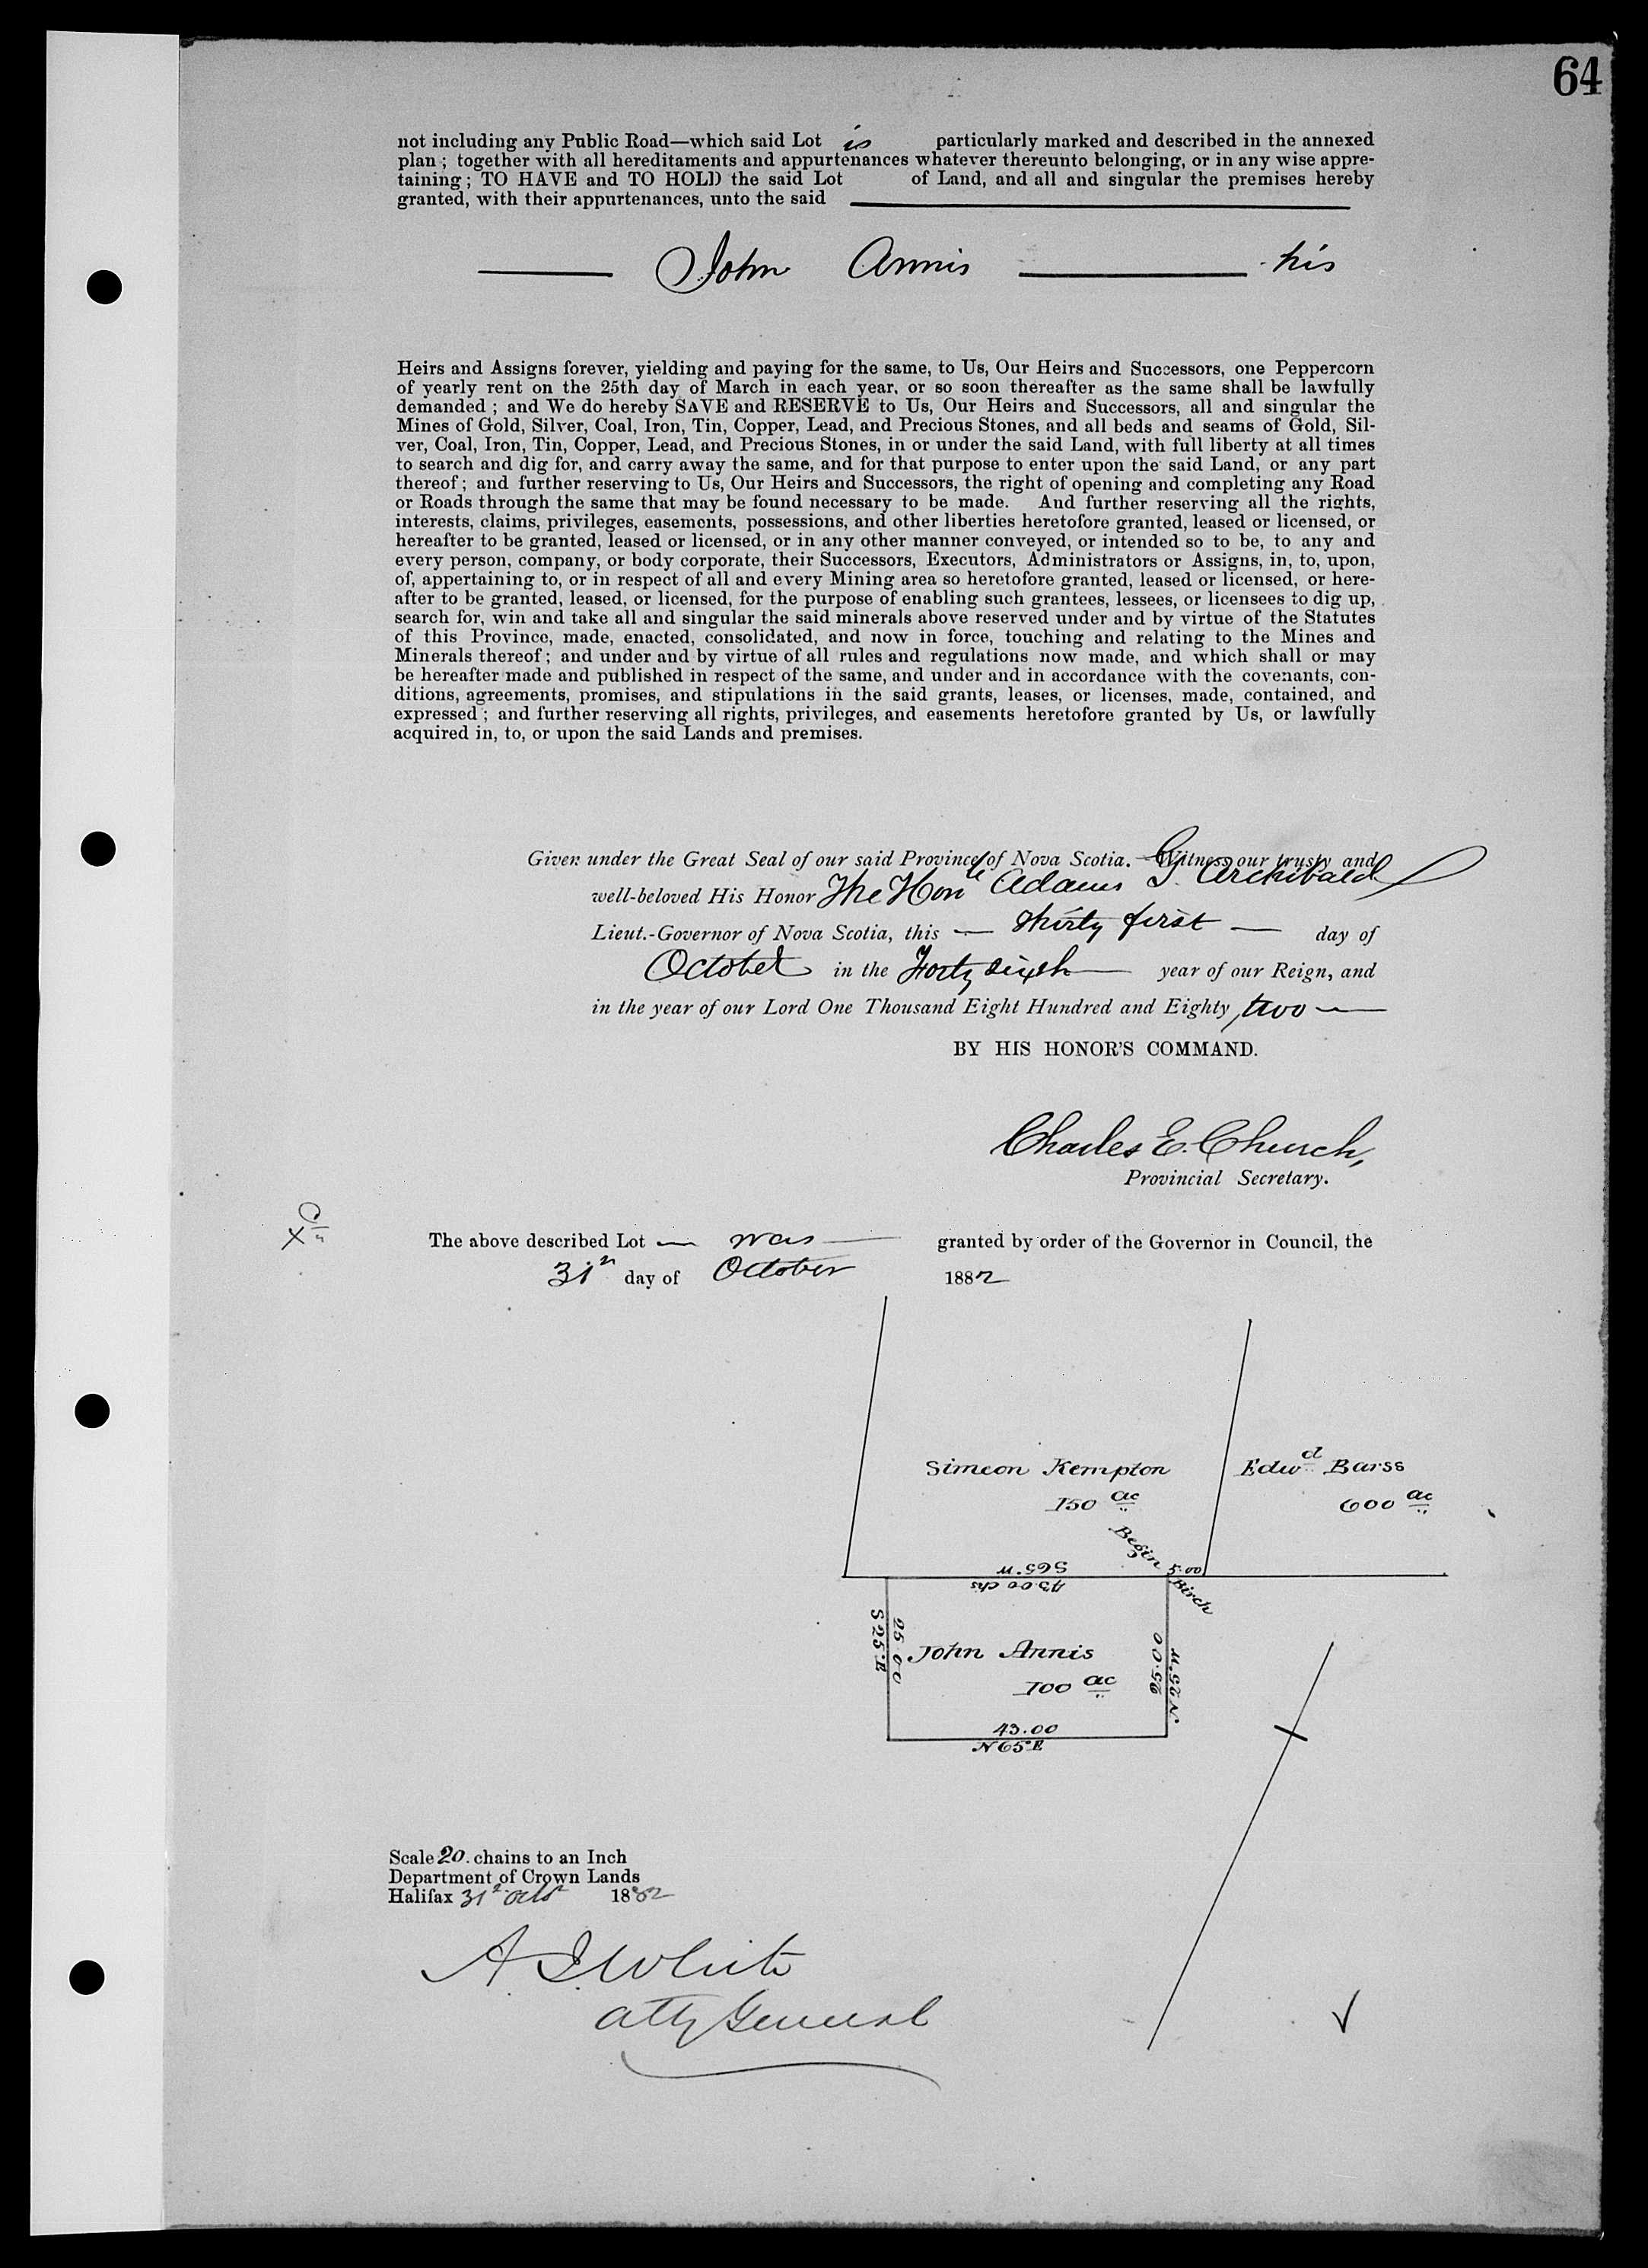 64
not including any Public Road—which said Lot is particularly marked and described in the annexed
plan ; together with all hereditaments and appurtenances whatever thereunto belonging, or in any wise appre-
taining ; TO HAVE and TO HOLD the said Lot of Land, and all and singular the premises hereby
granted, with their appurtenances, unto the said
John Annis his
Heirs and Assigns forever, yielding and paying for the same, to Us, Our Heirs and Successors, one Peppercorn
of yearly rent on the 25th day of March in each year, or so soon thereafter as the same shall be lawfully
demanded ; and We do hereby SAVE and RESERVE to Us, Our Heirs and Successors, all and singular the
Mines of Gold, Silver, Coal, Iron, Tin, Copper, Lead, and Precious Stones, and all beds and seams of Gold, Sil-
ver, Coal, Iron, Tin, Copper, Lead, and Precious Stones, in or under the said Land, with full liberty at all times
to search and dig for, and carry away the same, and for that purpose to enter upon the said Land, or any part
thereof ; and further reserving to Us, Our Heirs and Successors, the right of opening and completing any Road
or Roads through the same that may be found necessary to be made. And further reserving all the rights,
interests, claims, privileges, easements, possessions, and other liberties heretofore granted, leased or licensed, or
hereafter to be granted, leased or licensed, or in any other manner conveyed, or intended so to be, to any and
every person, company, or body corporate, their Successors, Executors, Administrators or Assigns, in, to, upon,
of, appertaining to, or in respect of all and every Mining area so heretofore granted, leased or licensed, or here-
after to be granted, leased, or licensed, for the purpose of enabling such grantees, lessees, or licensees to dig up,
search for, win and take all and singular the said minerals above reserved under and by virtue of the Statutes
of this Province, made, enacted, consolidated, and now in force, touching and relating to the Mines and
Minerals thereof ; and under and by virtue of all rules and regulations now made, and which shall or may
be hereafter made and published in respect of the same, and under and in accordance with the covenants, con-
ditions, agreements, promises, and stipulations in the said grants, leases, or licenses, made, contained, and
expressed ; and further reserving all rights, privileges, and easements heretofore granted by Us, or lawfully
acquired in, to, or upon the said Lands and premises.
Given under the Great Seal of our said Province of Nova Scotia. Witness our trusty and
well-beloved His Honor The Honle Adams G. Archibald
Lieut.-Governor of Nova Scotia, this — thirty first — day of
October in the Forty sixth year of our Reign, and
in the year of our Lord One Thousand Eight Hundred and Eighty two
BY HIS HONOR'S COMMAND.
Charles E. Church,
Provincial Secretary.
The above described Lot — was — granted by order of the Governor in Council, the
31st day of October 1882
Simeon Kempton
150 ac
Edwd Barss
600 ac
Begin
5.00
Birch
S65°W
43.00 chs
S25°E
25.00
John Annis
100 ac
25.00
N25°W
43.00
N65°E
Scale 20. chains to an Inch
Department of Crown Lands
Halifax 31st Octr 1882
A. J. White
Atty General